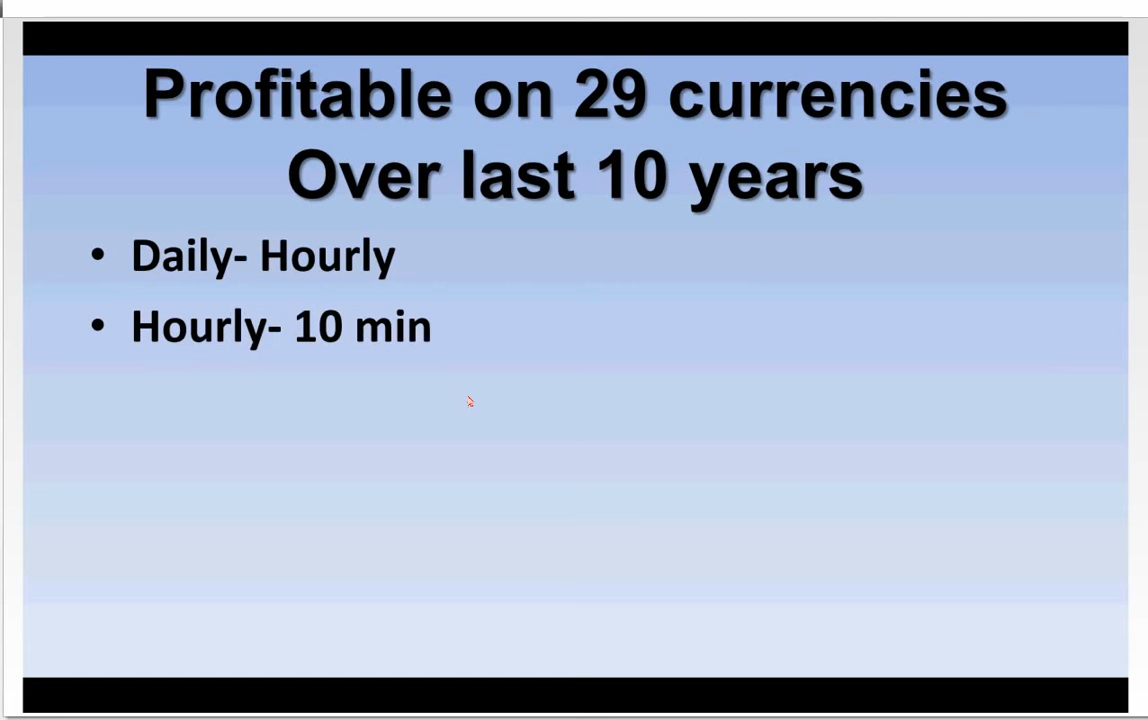 Profitable on 29 currencies
Over last 10 years
• Daily- Hourly
• Hourly- 10 min